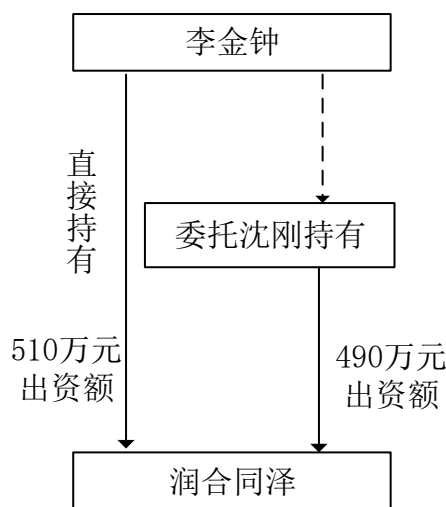 李金钟
直接持有
委托沈刚持有
510万元
出资额
490万元
出资额
润合同泽